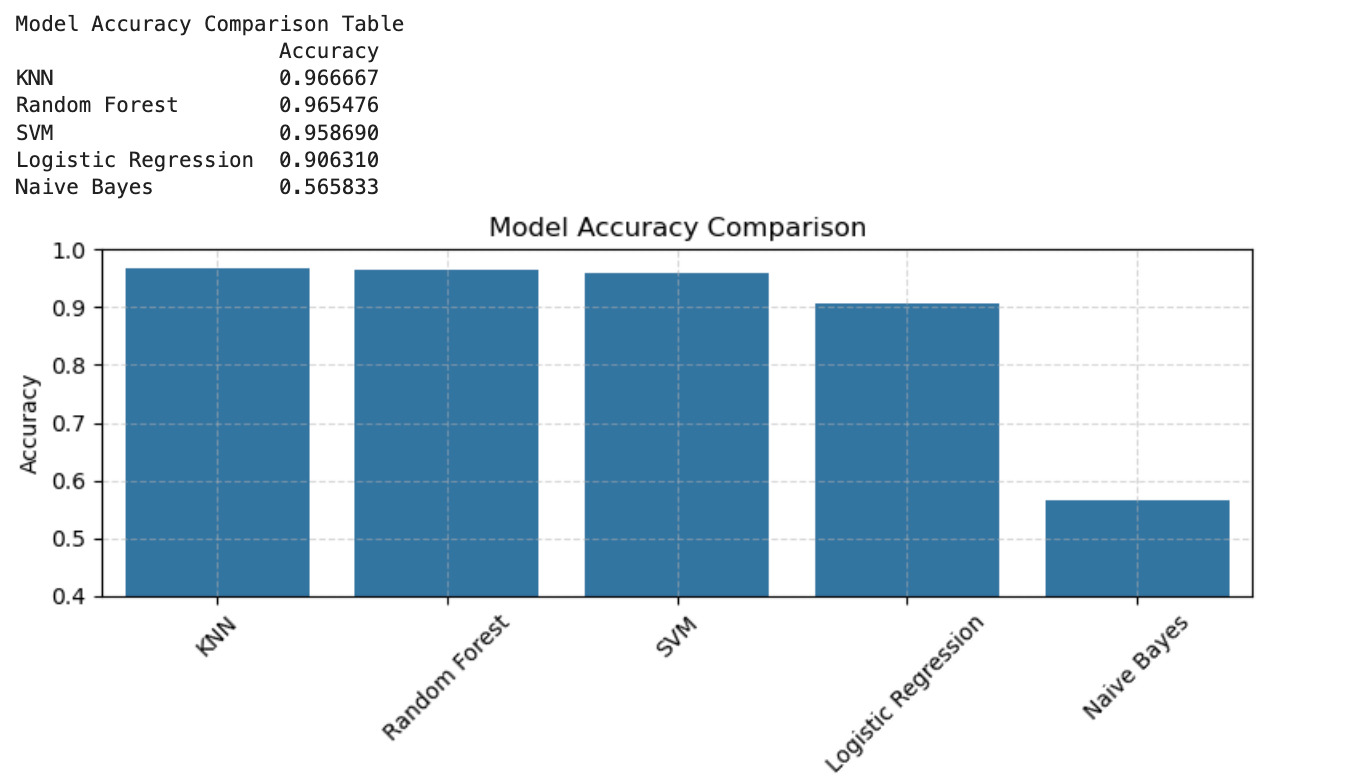 Model Accuracy Comparison Table
Accuracy
KNN 0.966667
Random Forest 0.965476
SVM 0.958690
Logistic Regression 0.906310
Naive Bayes 0.565833
Model Accuracy Comparison
1.0
0.9
0.8
0.7
0.6
0.5
0.4
Accuracy
KNN
Random Forest
SVM
Logistic Regression
Naive Bayes